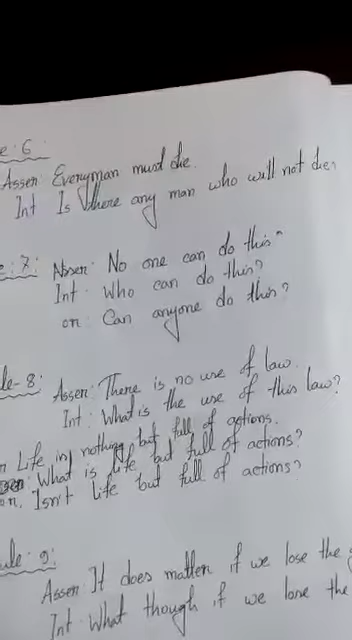 e: 6:
Asser: Everyman must die.
Int Is there any man who will not die?
e: 7: Asser: No one can do this?
Int: Who can do this?
or: Can anyone do this?
le-8: Asser: There is no use of law.
Int: What is the use of this law?
Life is nothing but full of actions.
What is life but full of actions?
or, Isn't life but full of actions?
ule: 9:
Asser: It does matter if we lose the
Int: What though if we lose the